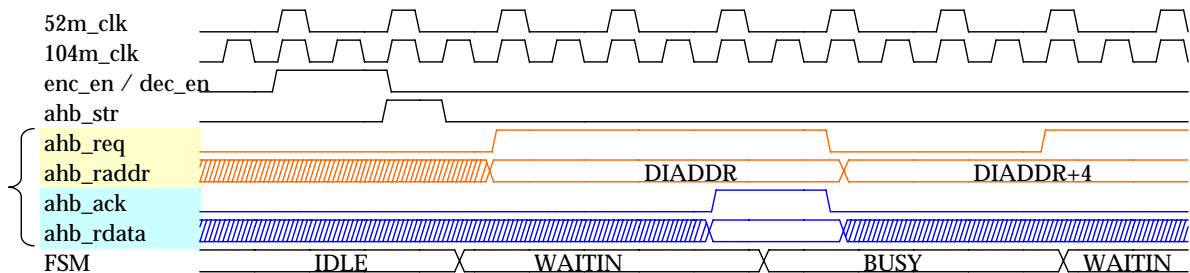 52m_clk
104m_clk
enc_en / dec_en
ahb_str
ahb_req
ahb_raddr DIADDR DIADDR+4
ahb_ack
ahb_rdata
FSM IDLE WAITIN BUSY WAITIN